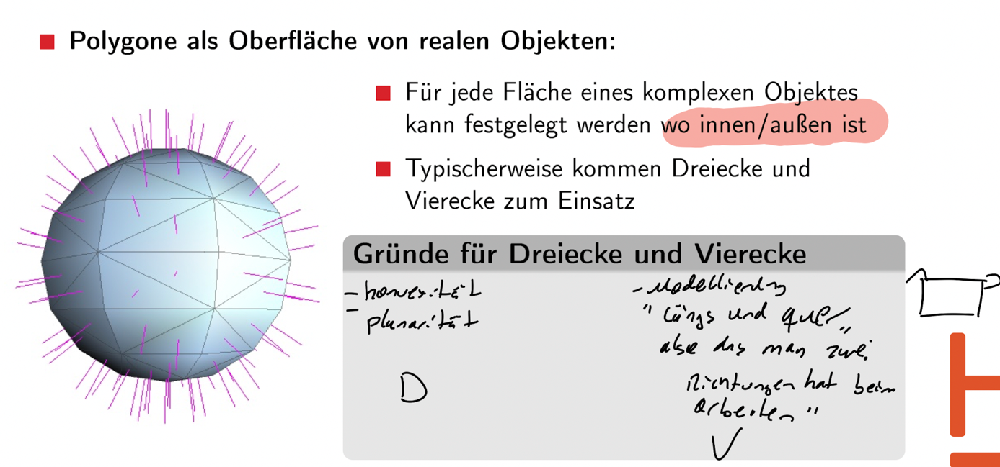 Polygone als Oberfläche von realen Objekten:
Für jede Fläche eines komplexen Objektes
kann festgelegt werden wo innen/außen ist
Typischerweise kommen Dreiecke und
Vierecke zum Einsatz
Gründe für Dreiecke und Vierecke
- konvexität
- planarität
D
- Modellierung
"längs und quer"
also das man zwei
Richtungen hat beim
arbeiten"
V